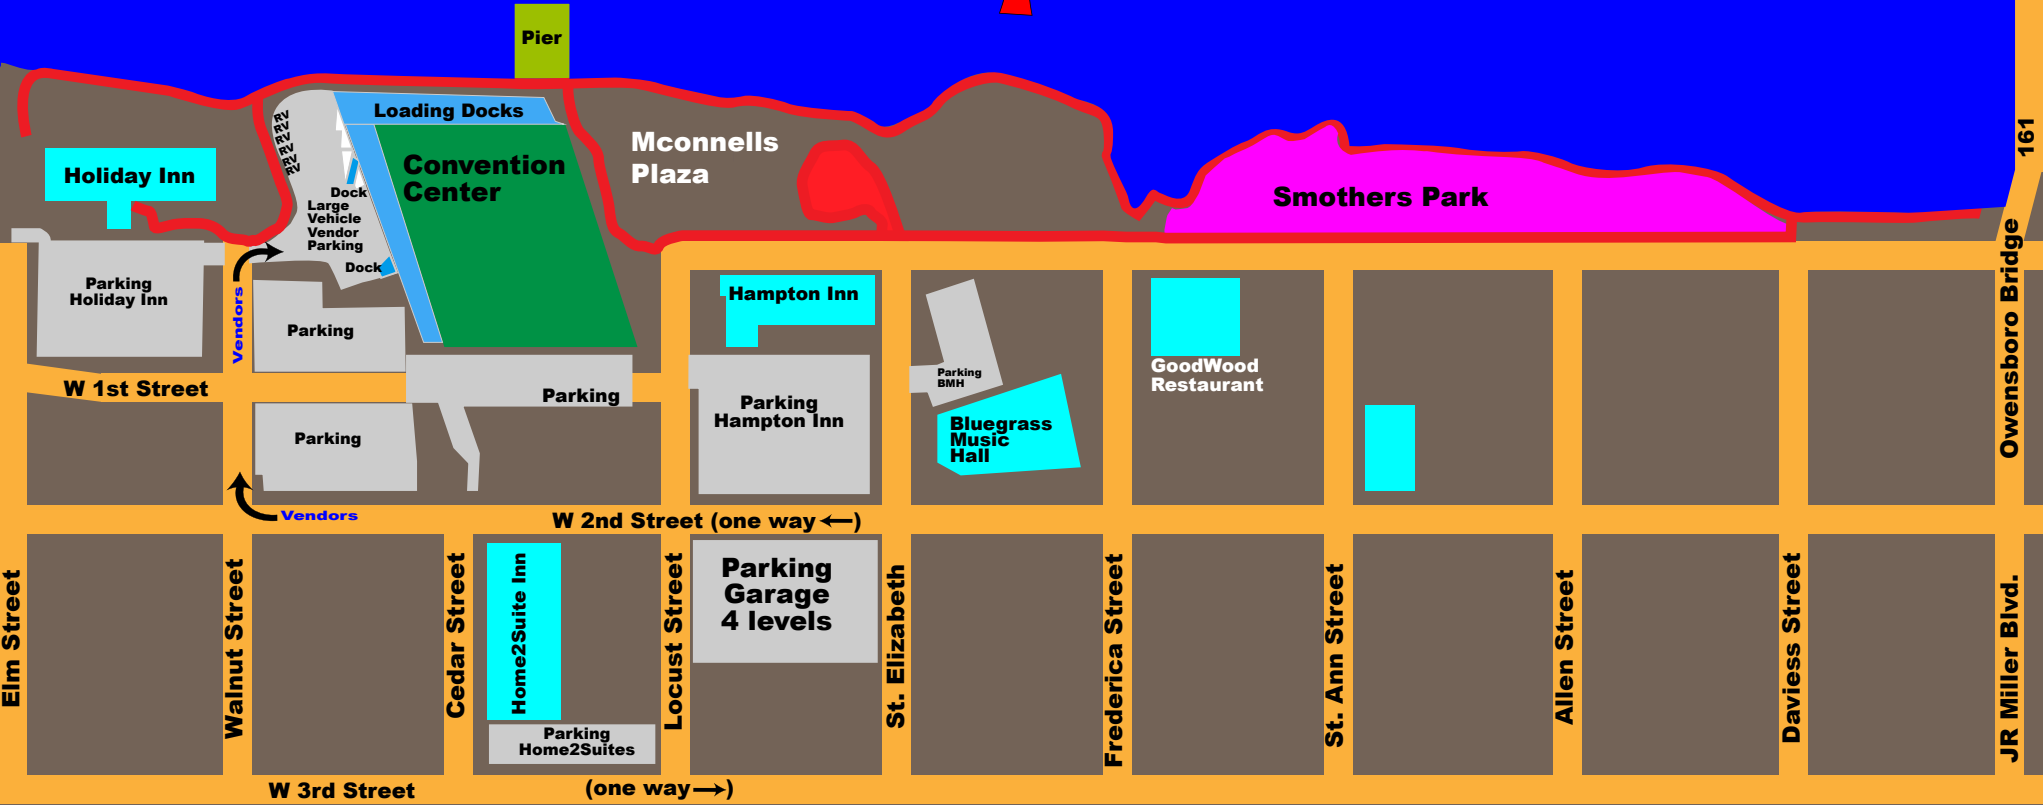 Pier
Loading Docks
RV
RV
RV
RV
RV
RV
Convention
Center
Mconnells
Plaza
161
Holiday Inn
Smothers Park
Dock
Large
Vehicle
Vendor
Parking
Dock
Parking
Holiday Inn
Vendors
Parking
Hampton Inn
Owensboro Bridge
W 1st Street
Parking
Parking
Hampton Inn
Parking
BMH
GoodWood
Restaurant
Parking
Bluegrass
Music
Hall
Vendors
W 2nd Street (one way ←)
Elm Street
Walnut Street
Cedar Street
Home2Suite Inn
Locust Street
Parking
Garage
4 levels
St. Elizabeth
Frederica Street
St. Ann Street
Allen Street
Daviess Street
JR Miller Blvd.
Parking
Home2Suites
W 3rd Street
(one way →)